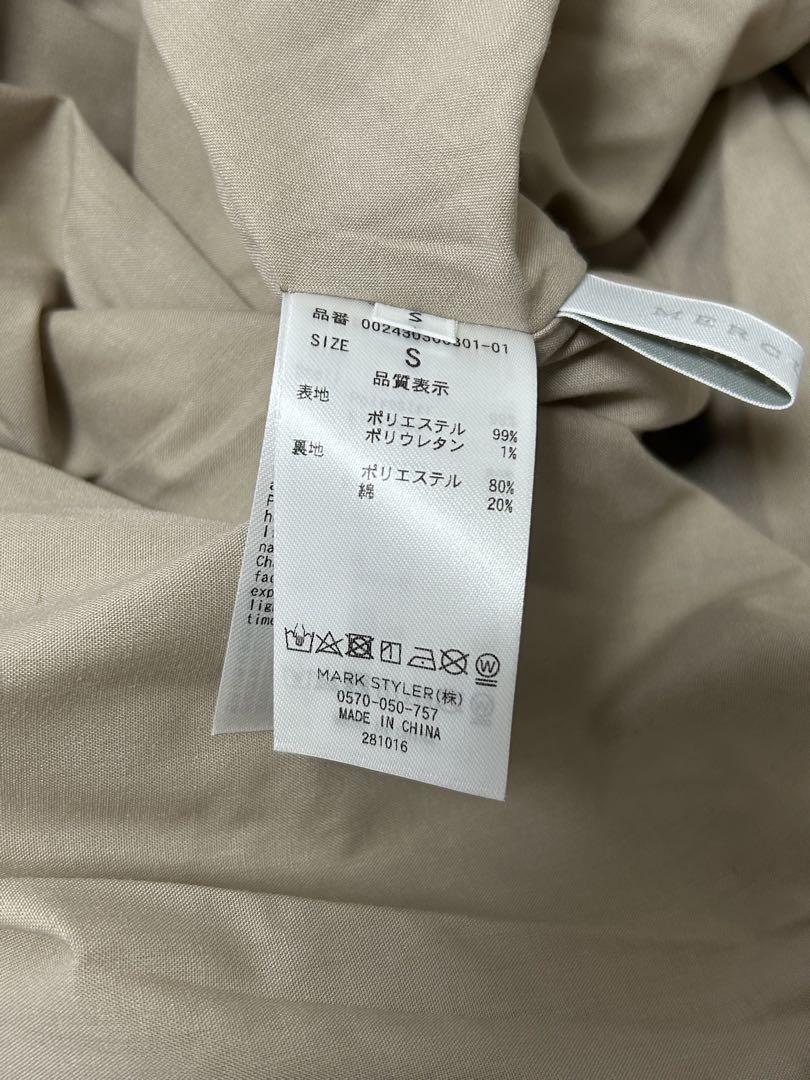 S
品番 002430300801-01
SIZE S
品質表示
表地
ポリエステル 99%
ポリウレタン 1%
裏地
ポリエステル 80%
綿 20%
W
MARK STYLER(株)
0570-050-757
MADE IN CHINA
281016